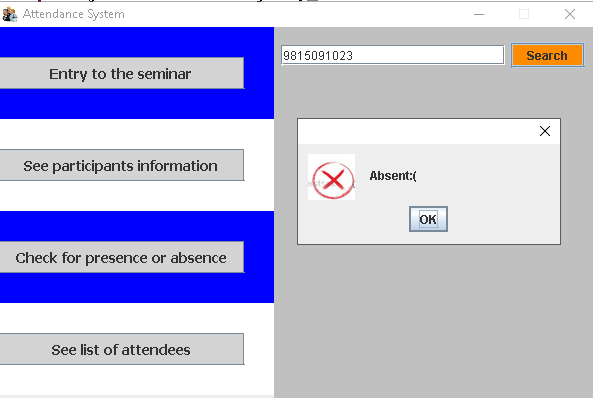 Attendance System
Entry to the seminar
See participants information
Check for presence or absence
See list of attendees
9815091023
Search
Absent:(
OK